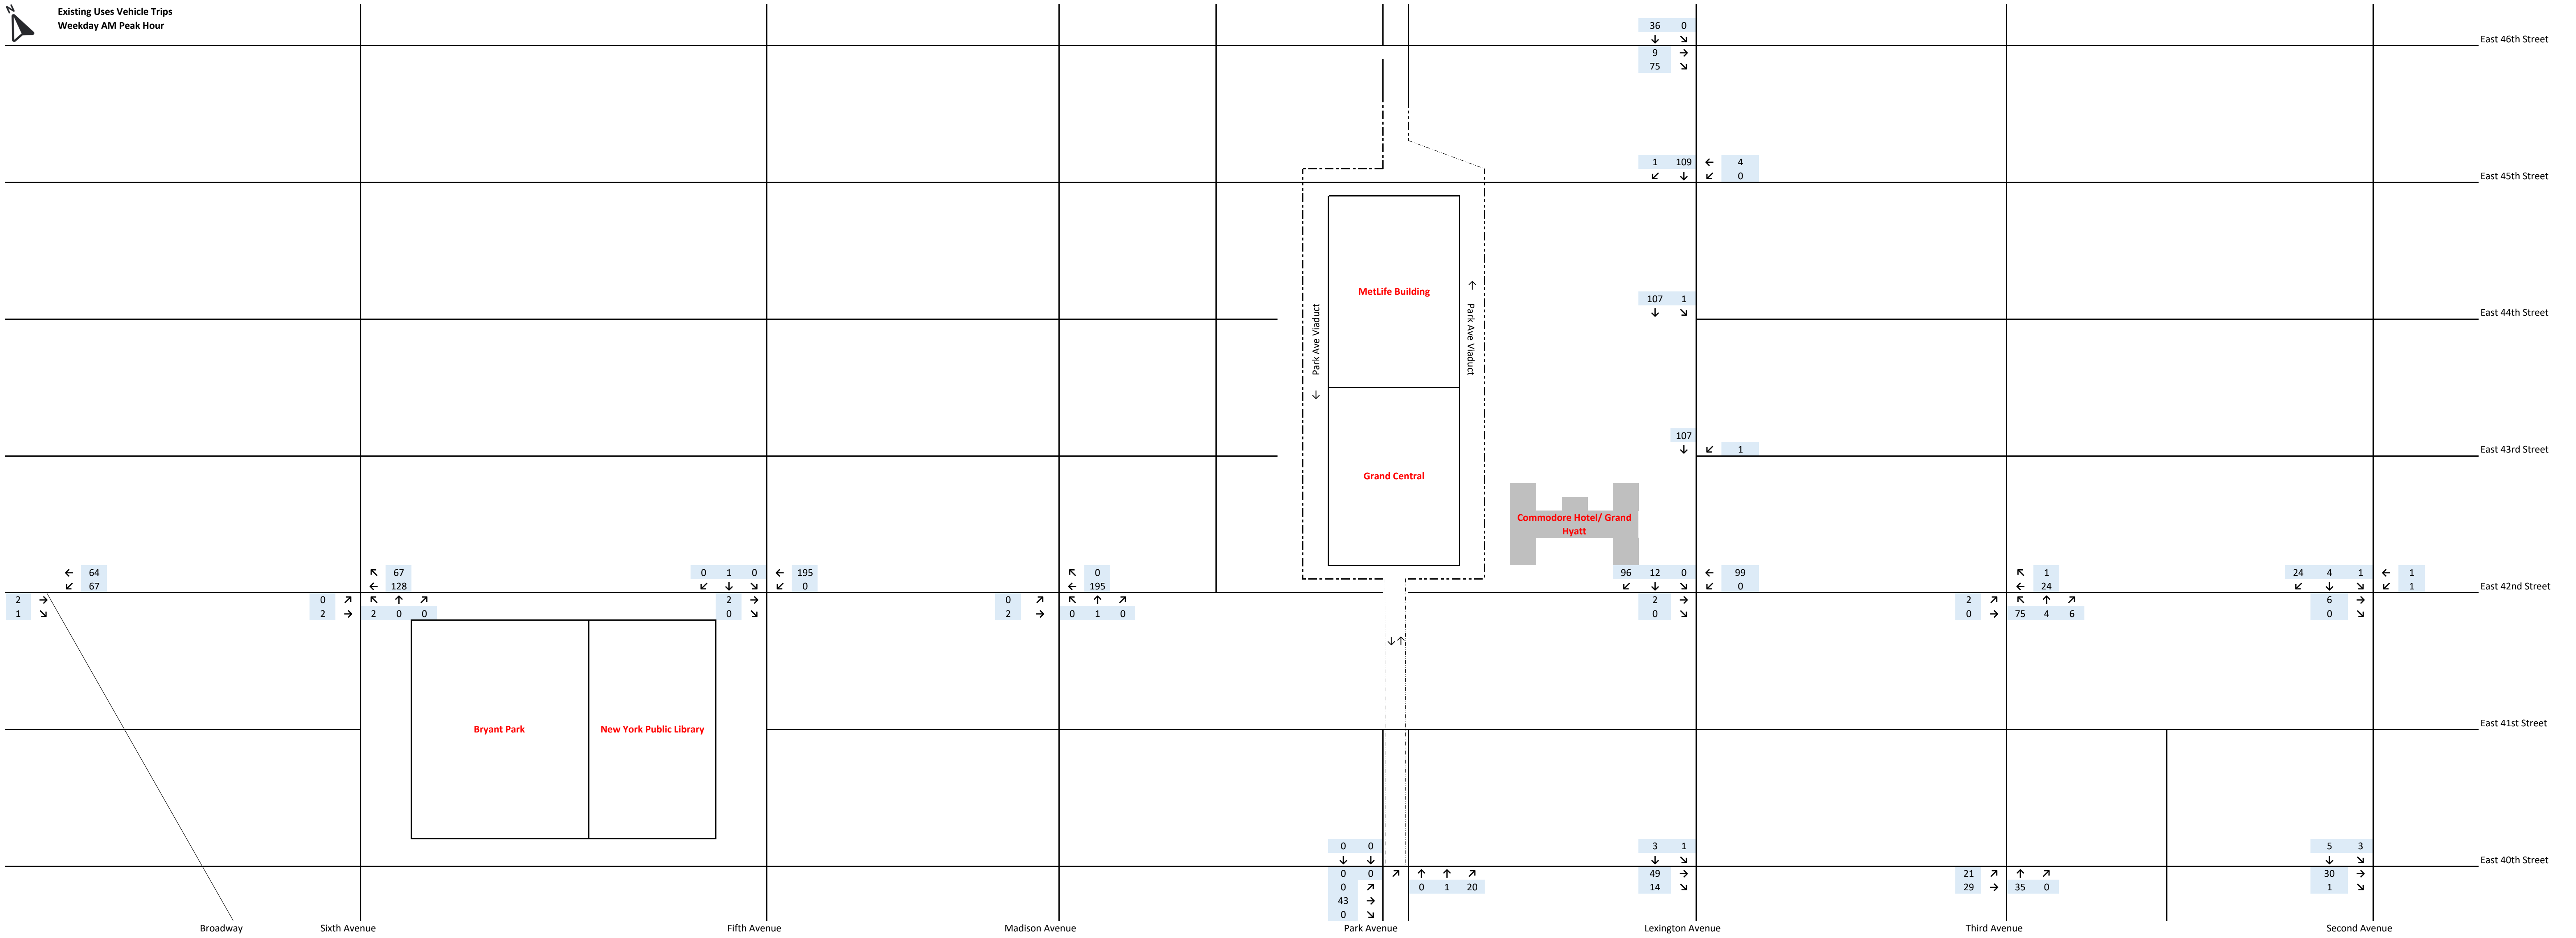 N
Existing Uses Vehicle Trips
Weekday AM Peak Hour
36 0
↓ ↘
East 46th Street
9 →
75 ↘
1 109 ← 4
↙ ↓ ↙ 0
East 45th Street
MetLife Building
← Park Ave Viaduct
Park Ave Viaduct →
107 1
↓ ↘
East 44th Street
107
↓ ↙ 1
East 43rd Street
Grand Central
Commodore Hotel/ Grand
Hyatt
← 64
↙ 67
2 →
1 ↘
↖ 67
← 128
0 ↗ ↖ ↑ ↗
2 → 2 0 0
0 1 0 ← 195
↙ ↓ ↘ ↙ 0
2 →
0 ↘
↖ 0
← 195
0 ↗ ↖ ↑ ↗
2 → 0 1 0
96 12 0 ← 99
↙ ↓ ↘ ↙ 0
2 →
0 ↘
↖ 1
← 24
2 ↗ ↖ ↑ ↗
0 → 75 4 6
24 4 1 ← 1
↙ ↓ ↘ ↙ 1
6 →
0 ↘
East 42nd Street
↓↑
Bryant Park
New York Public Library
East 41st Street
0 0
↓ ↓
0 0 ↗ ↑ ↑ ↗
0 ↗ 0 1 20
43 →
0 ↘
3 1
↓ ↘
49 →
14 ↘
21 ↗ ↑ ↗
29 → 35 0
5 3
↓ ↘
30 →
1 ↘
East 40th Street
Broadway
Sixth Avenue
Fifth Avenue
Madison Avenue
Park Avenue
Lexington Avenue
Third Avenue
Second Avenue